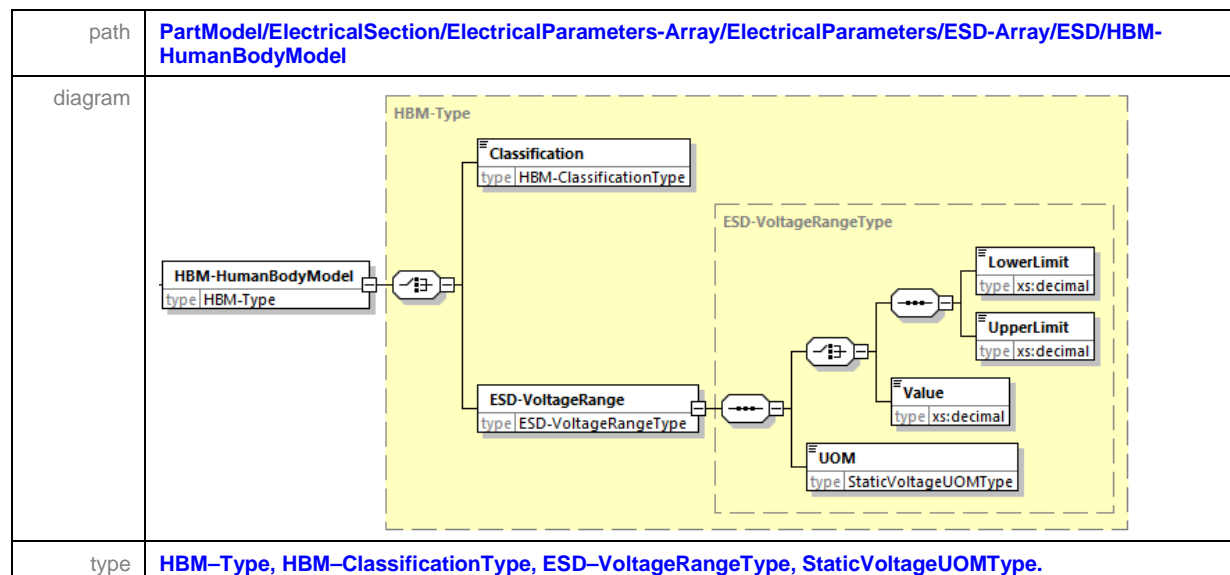 path
PartModel/ElectricalSection/ElectricalParameters-Array/ElectricalParameters/ESD-Array/ESD/HBM-
HumanBodyModel
diagram
HBM-Type
Classification
type HBM-ClassificationType
ESD-VoltageRangeType
LowerLimit
type xs:decimal
HBM-HumanBodyModel
type HBM-Type
UpperLimit
type xs:decimal
ESD-VoltageRange
type ESD-VoltageRangeType
Value
type xs:decimal
UOM
type StaticVoltageUOMType
type
HBM–Type, HBM–ClassificationType, ESD–VoltageRangeType, StaticVoltageUOMType.